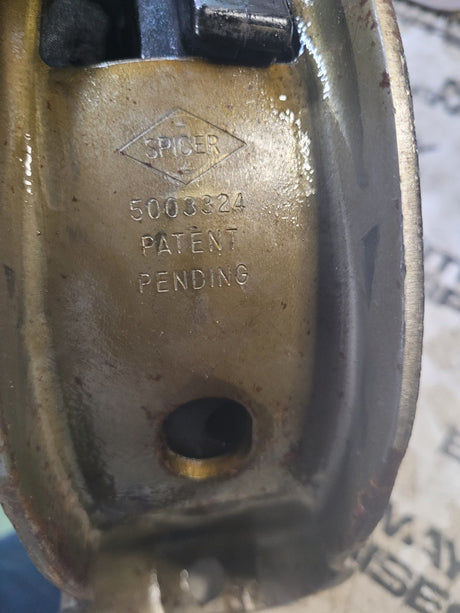 SPICER
5003324
PATENT
PENDING